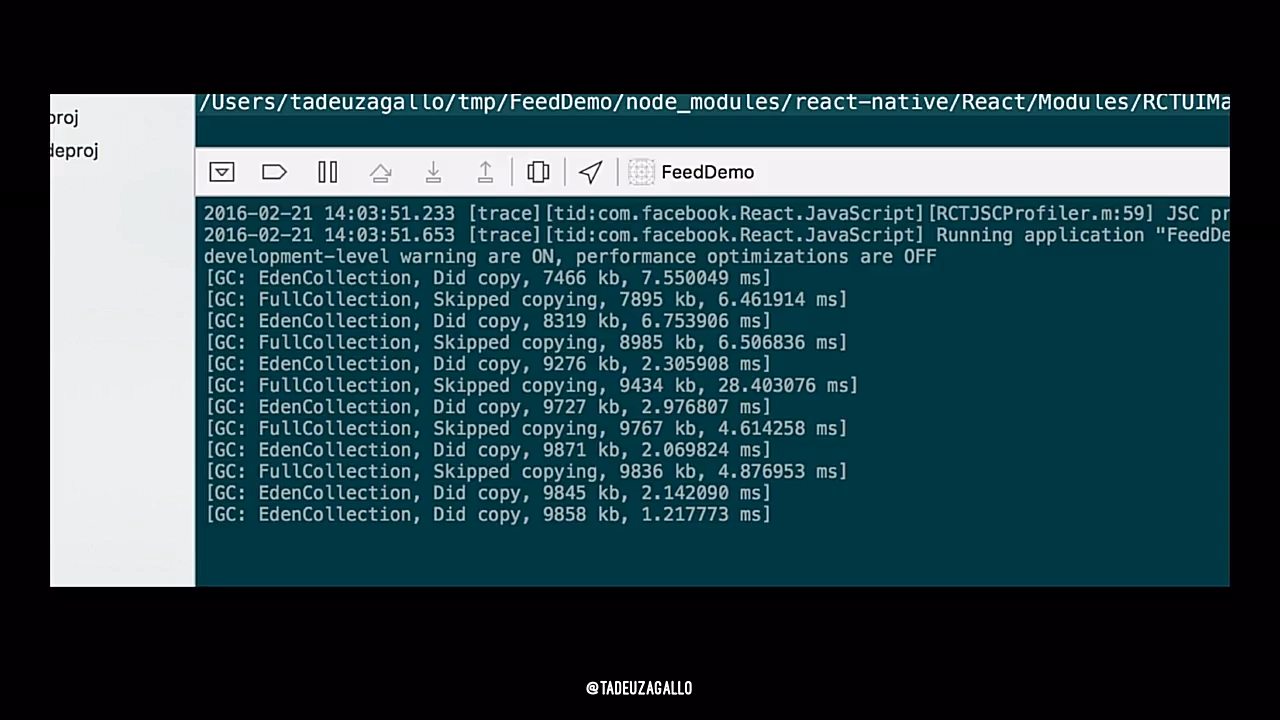 /Users/tadeuzagallo/tmp/FeedDemo/node_modules/react-native/React/Modules/RCTUIMa
proj
deproj
FeedDemo
2016-02-21 14:03:51.233 [trace][tid:com.facebook.React.JavaScript][RCTJSCProfiler.m:59] JSC pr
2016-02-21 14:03:51.653 [trace][tid:com.facebook.React.JavaScript] Running application "FeedDe
development-level warning are ON, performance optimizations are OFF
[GC: EdenCollection, Did copy, 7466 kb, 7.550049 ms]
[GC: FullCollection, Skipped copying, 7895 kb, 6.461914 ms]
[GC: EdenCollection, Did copy, 8319 kb, 6.753906 ms]
[GC: FullCollection, Skipped copying, 8985 kb, 6.506836 ms]
[GC: EdenCollection, Did copy, 9276 kb, 2.305908 ms]
[GC: FullCollection, Skipped copying, 9434 kb, 28.403076 ms]
[GC: EdenCollection, Did copy, 9727 kb, 2.976807 ms]
[GC: FullCollection, Skipped copying, 9767 kb, 4.614258 ms]
[GC: EdenCollection, Did copy, 9871 kb, 2.069824 ms]
[GC: FullCollection, Skipped copying, 9836 kb, 4.876953 ms]
[GC: EdenCollection, Did copy, 9845 kb, 2.142090 ms]
[GC: EdenCollection, Did copy, 9858 kb, 1.217773 ms]
@TADEUZAGALLO